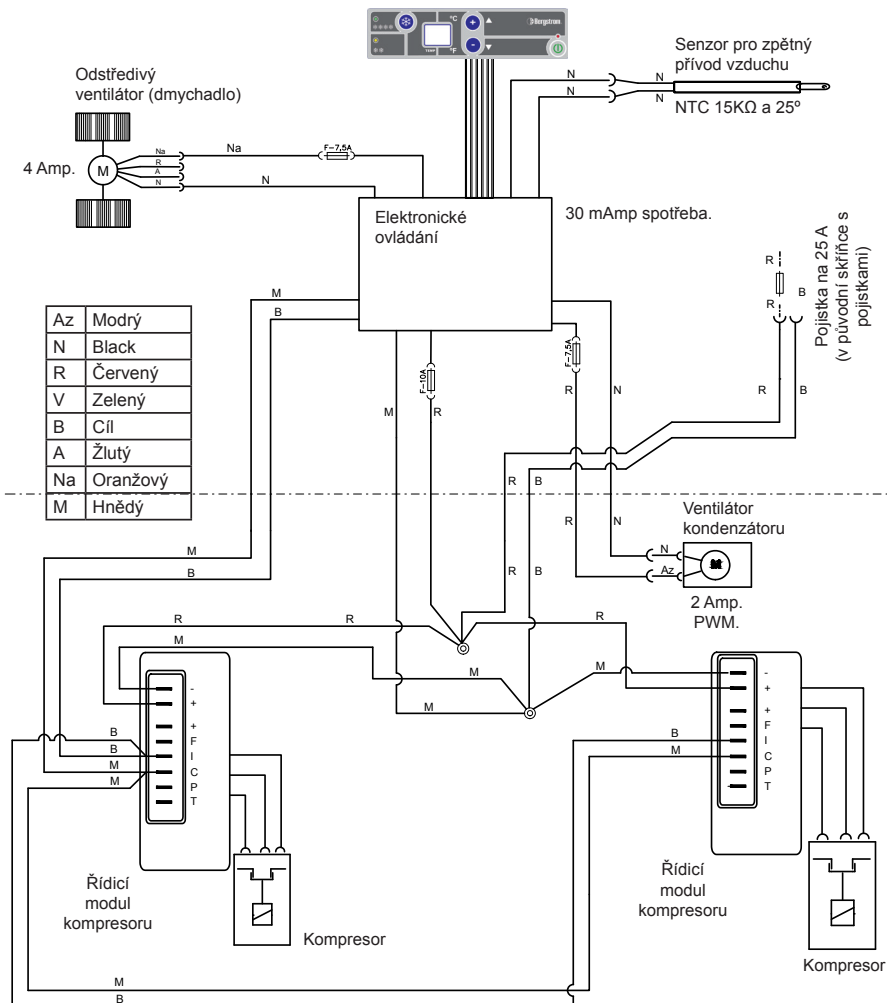 °C
°F
TEMP
Bergstrom
Senzor pro zpětný
přívod vzduchu
NTC 15KΩ a 25º
N
N
N
N
Odstředivý
ventilátor (dmychadlo)
4 Amp.
M
Na
R
A
N
Na
N
F-7,5A
Elektronické
ovládání
30 mAmp spotřeba.
Pojistka na 25 A
(v původní skříňce s
pojistkami)
R
R
B
R
B
M
B
Az Modrý
N Black
R Červený
V Zelený
B Cíl
A Žlutý
Na Oranžový
M Hnědý
F-10A
F-7,5A
M
R
R
N
R
B
R
N
Ventilátor
kondenzátoru
N
Az
M
2 Amp.
PWM.
M
B
R
B
R
R
R
M
M
M
M
-
+
+
F
I
C
P
T
B
B
M
M
-
+
+
F
I
C
P
T
B
M
Řídicí
modul
kompresoru
Kompresor
Řídicí
modul
kompresoru
Kompresor
M
B